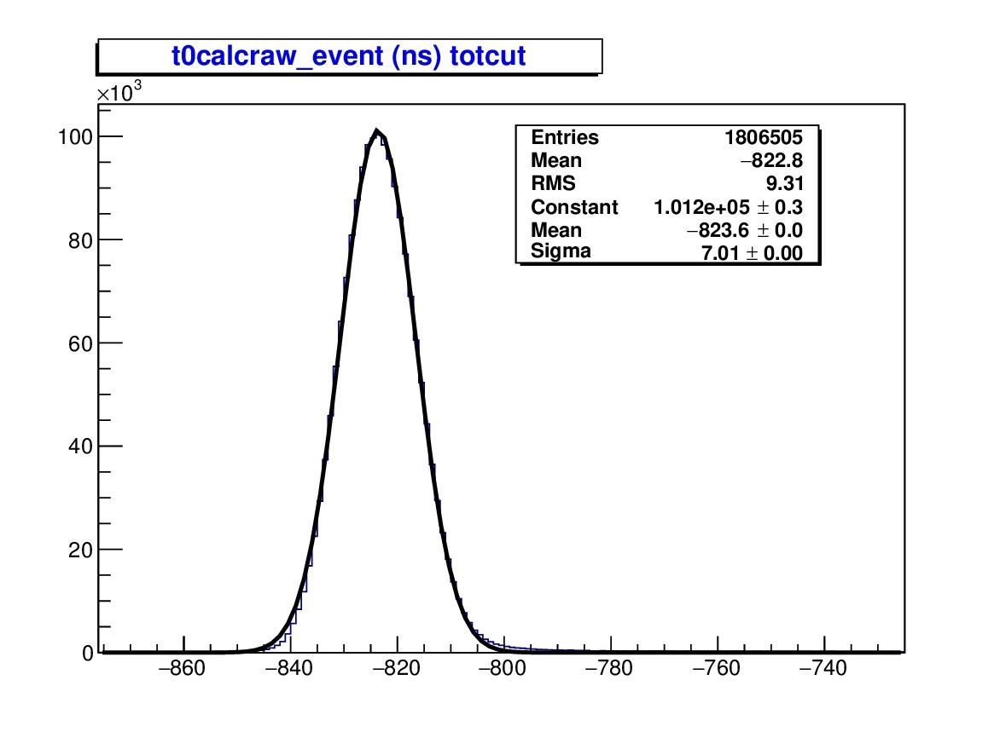 t0calcraw_event (ns) totcut
×10³
Entries 1806505
Mean −822.8
RMS 9.31
Constant 1.012e+05 ± 0.3
Mean −823.6 ± 0.0
Sigma 7.01 ± 0.00
100
80
60
40
20
0
−860 −840 −820 −800 −780 −760 −740